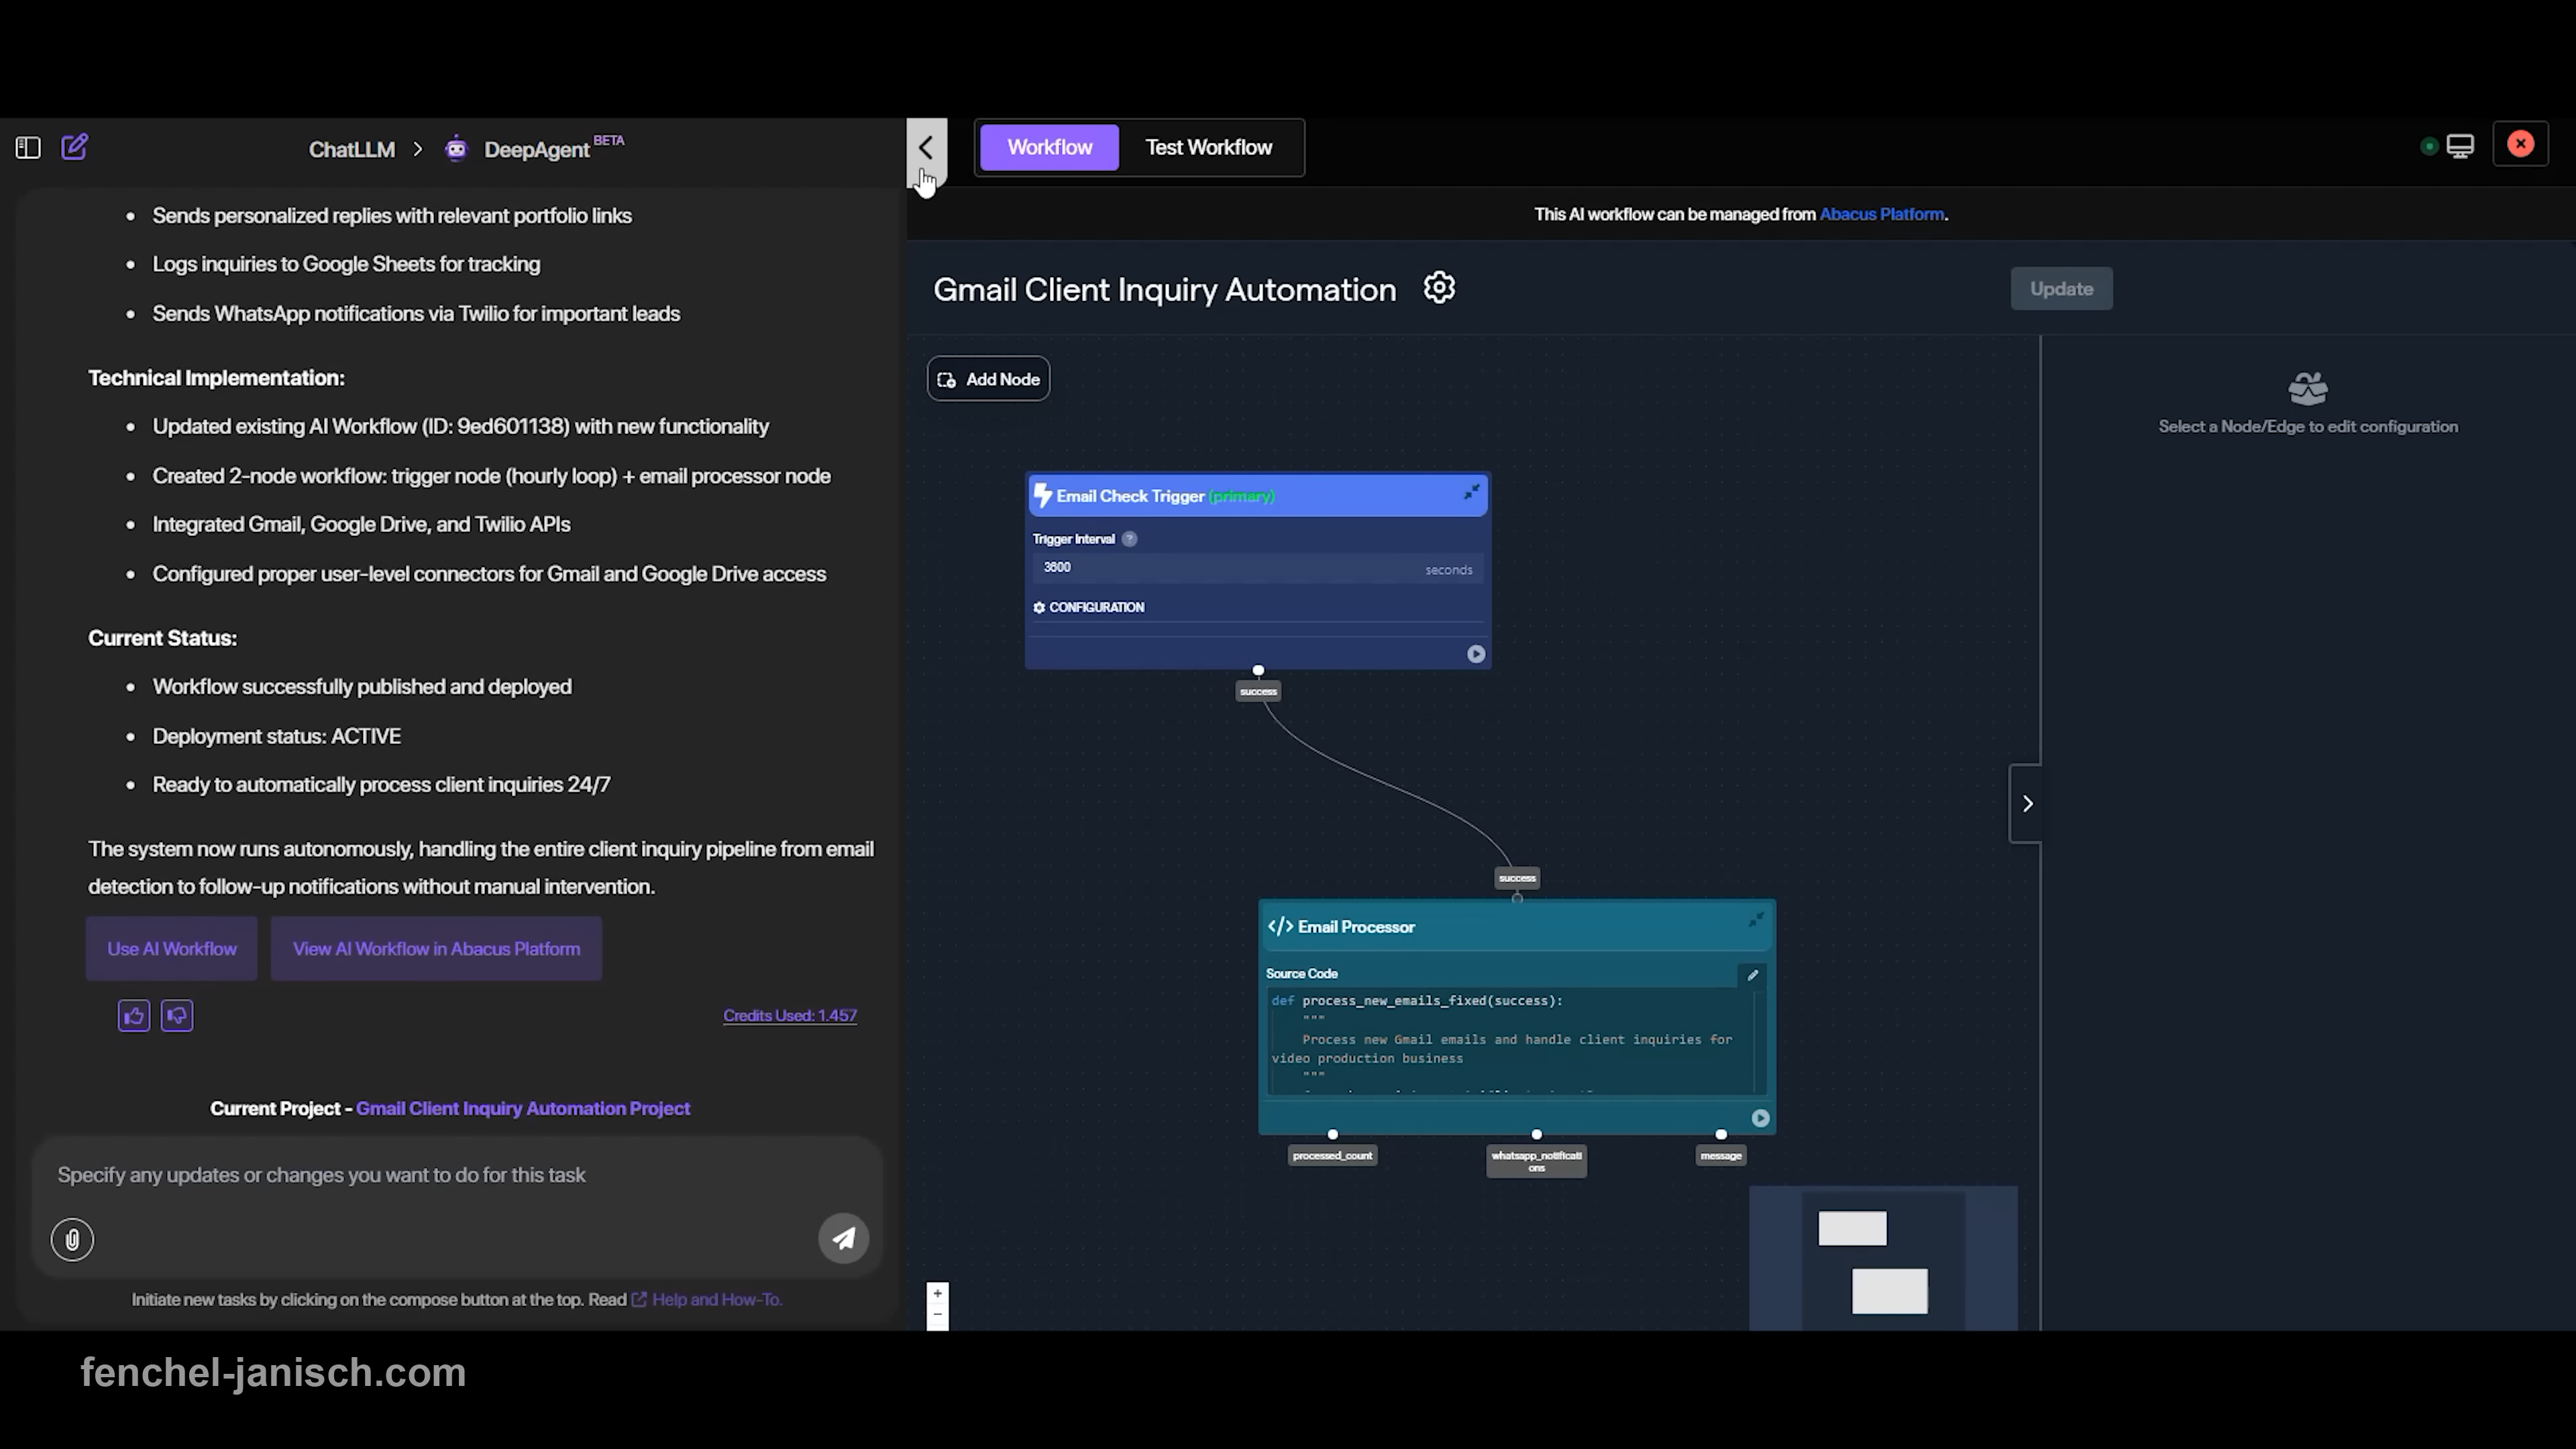 ChatLLM > DeepAgent BETA
Sends personalized replies with relevant portfolio links
Logs inquiries to Google Sheets for tracking
Sends WhatsApp notifications via Twilio for important leads
Technical Implementation:
Updated existing AI Workflow (ID: 9ed601138) with new functionality
Created 2-node workflow: trigger node (hourly loop) + email processor node
Integrated Gmail, Google Drive, and Twilio APIs
Configured proper user-level connectors for Gmail and Google Drive access
Current Status:
Workflow successfully published and deployed
Deployment status: ACTIVE
Ready to automatically process client inquiries 24/7
The system now runs autonomously, handling the entire client inquiry pipeline from email
detection to follow-up notifications without manual intervention.
Use AI Workflow
View AI Workflow in Abacus Platform
Credits Used: 1.457
Current Project - Gmail Client Inquiry Automation Project
Specify any updates or changes you want to do for this task
Initiate new tasks by clicking on the compose button at the top. Read Help and How-To.
Workflow
Test Workflow
This AI workflow can be managed from Abacus Platform.
Gmail Client Inquiry Automation
Update
Add Node
Select a Node/Edge to edit configuration
Email Check Trigger (primary)
Trigger Interval ?
3600
seconds
CONFIGURATION
success
success
</> Email Processor
Source Code
def process_new_emails_fixed(success):
"""
Process new Gmail emails and handle client inquiries for
video production business
"""
processed_count
whatsapp_notificati
ons
message
+
-
fenchel-janisch.com